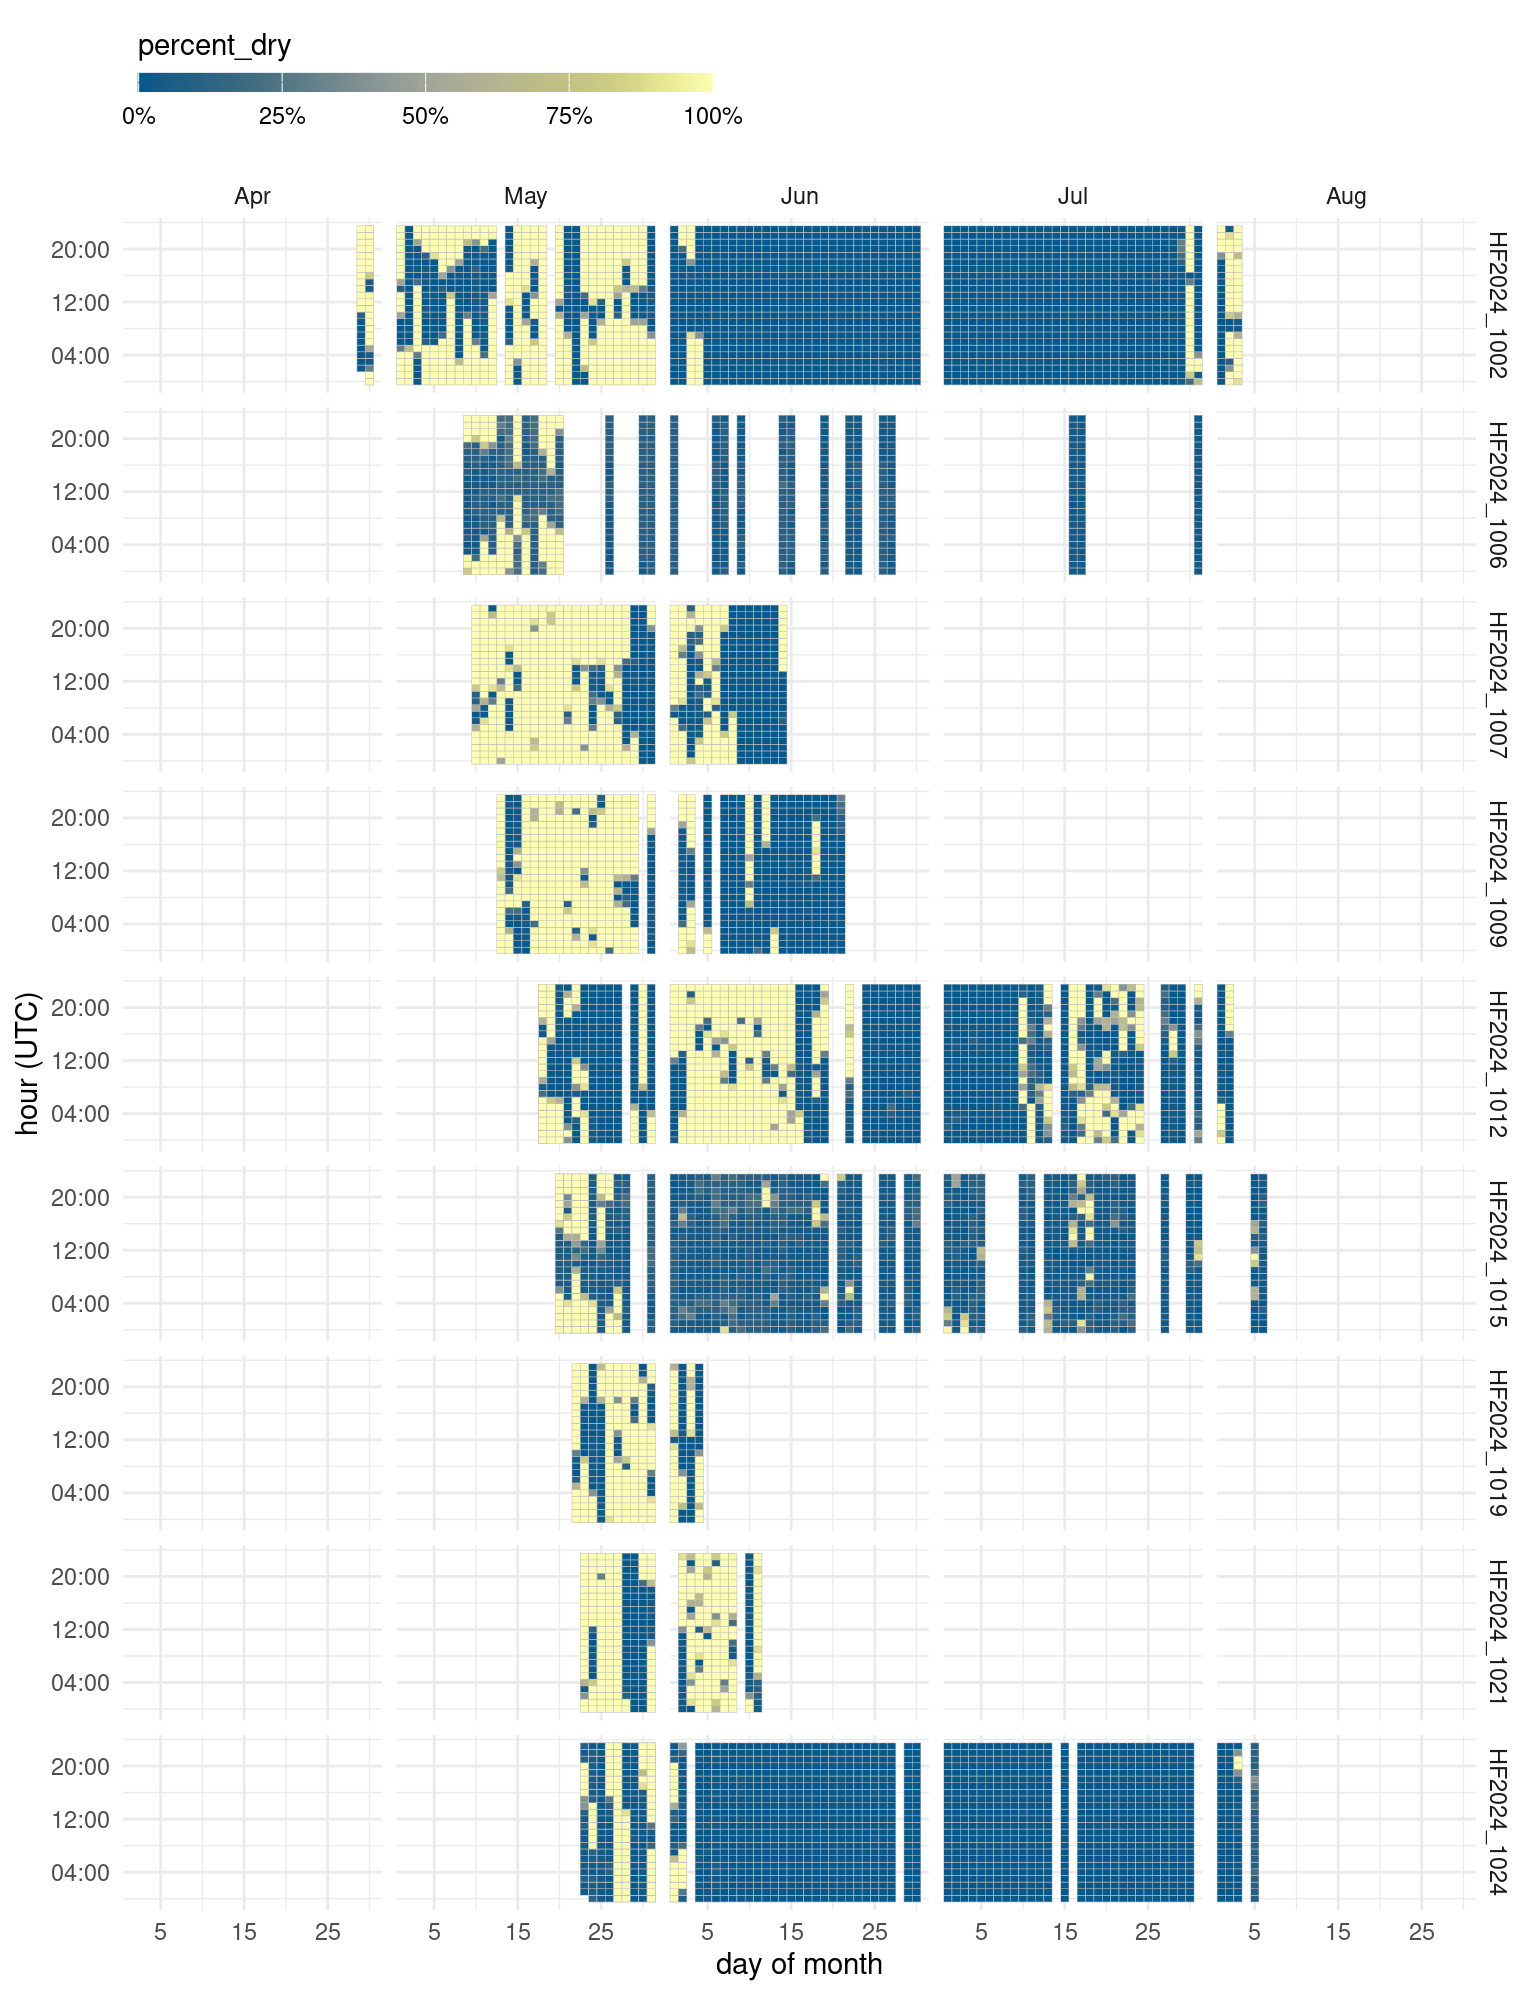 percent_dry
0% 25% 50% 75% 100%
Apr May Jun Jul Aug
20:00
12:00
04:00
HF2024_1002
20:00
12:00
04:00
HF2024_1006
20:00
12:00
04:00
HF2024_1007
20:00
12:00
04:00
HF2024_1009
hour (UTC)
20:00
12:00
04:00
HF2024_1012
20:00
12:00
04:00
HF2024_1015
20:00
12:00
04:00
HF2024_1019
20:00
12:00
04:00
HF2024_1021
20:00
12:00
04:00
HF2024_1024
5 15 25 5 15 25 5 15 25 5 15 25 5 15 25
day of month